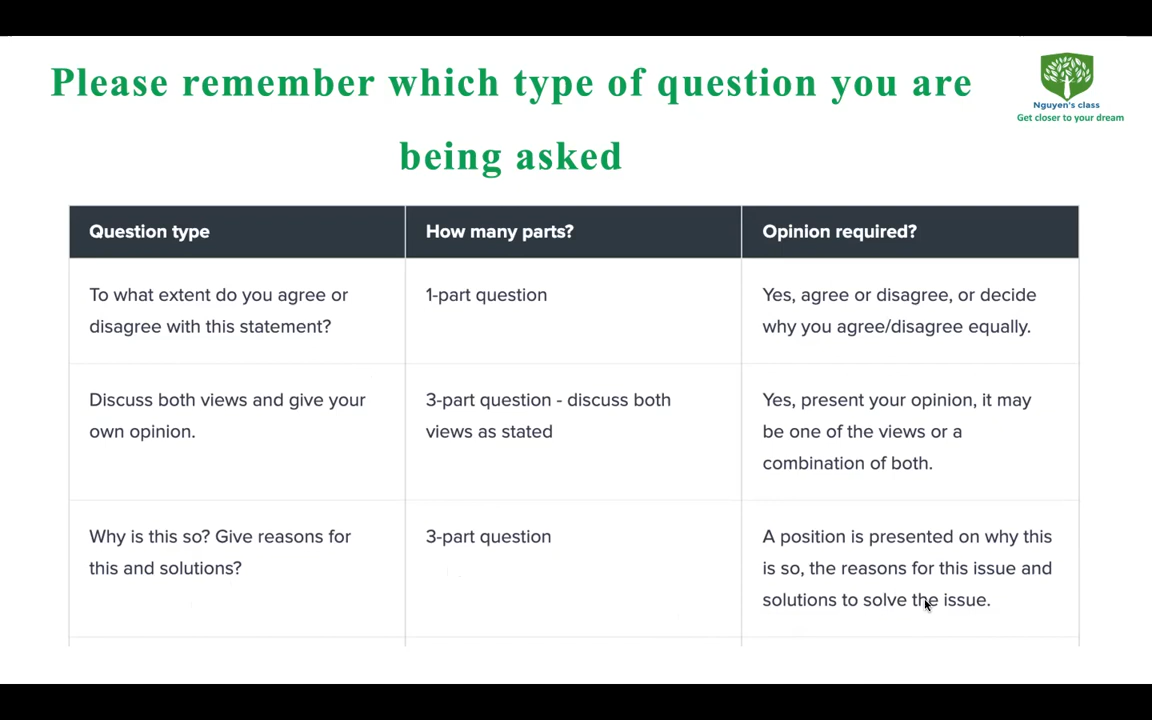 Please remember which type of question you are
being asked
Nguyen's class
Get closer to your dream
Question type
How many parts?
Opinion required?
To what extent do you agree or
disagree with this statement?
1-part question
Yes, agree or disagree, or decide
why you agree/disagree equally.
Discuss both views and give your
own opinion.
3-part question - discuss both
views as stated
Yes, present your opinion, it may
be one of the views or a
combination of both.
Why is this so? Give reasons for
this and solutions?
3-part question
A position is presented on why this
is so, the reasons for this issue and
solutions to solve the issue.